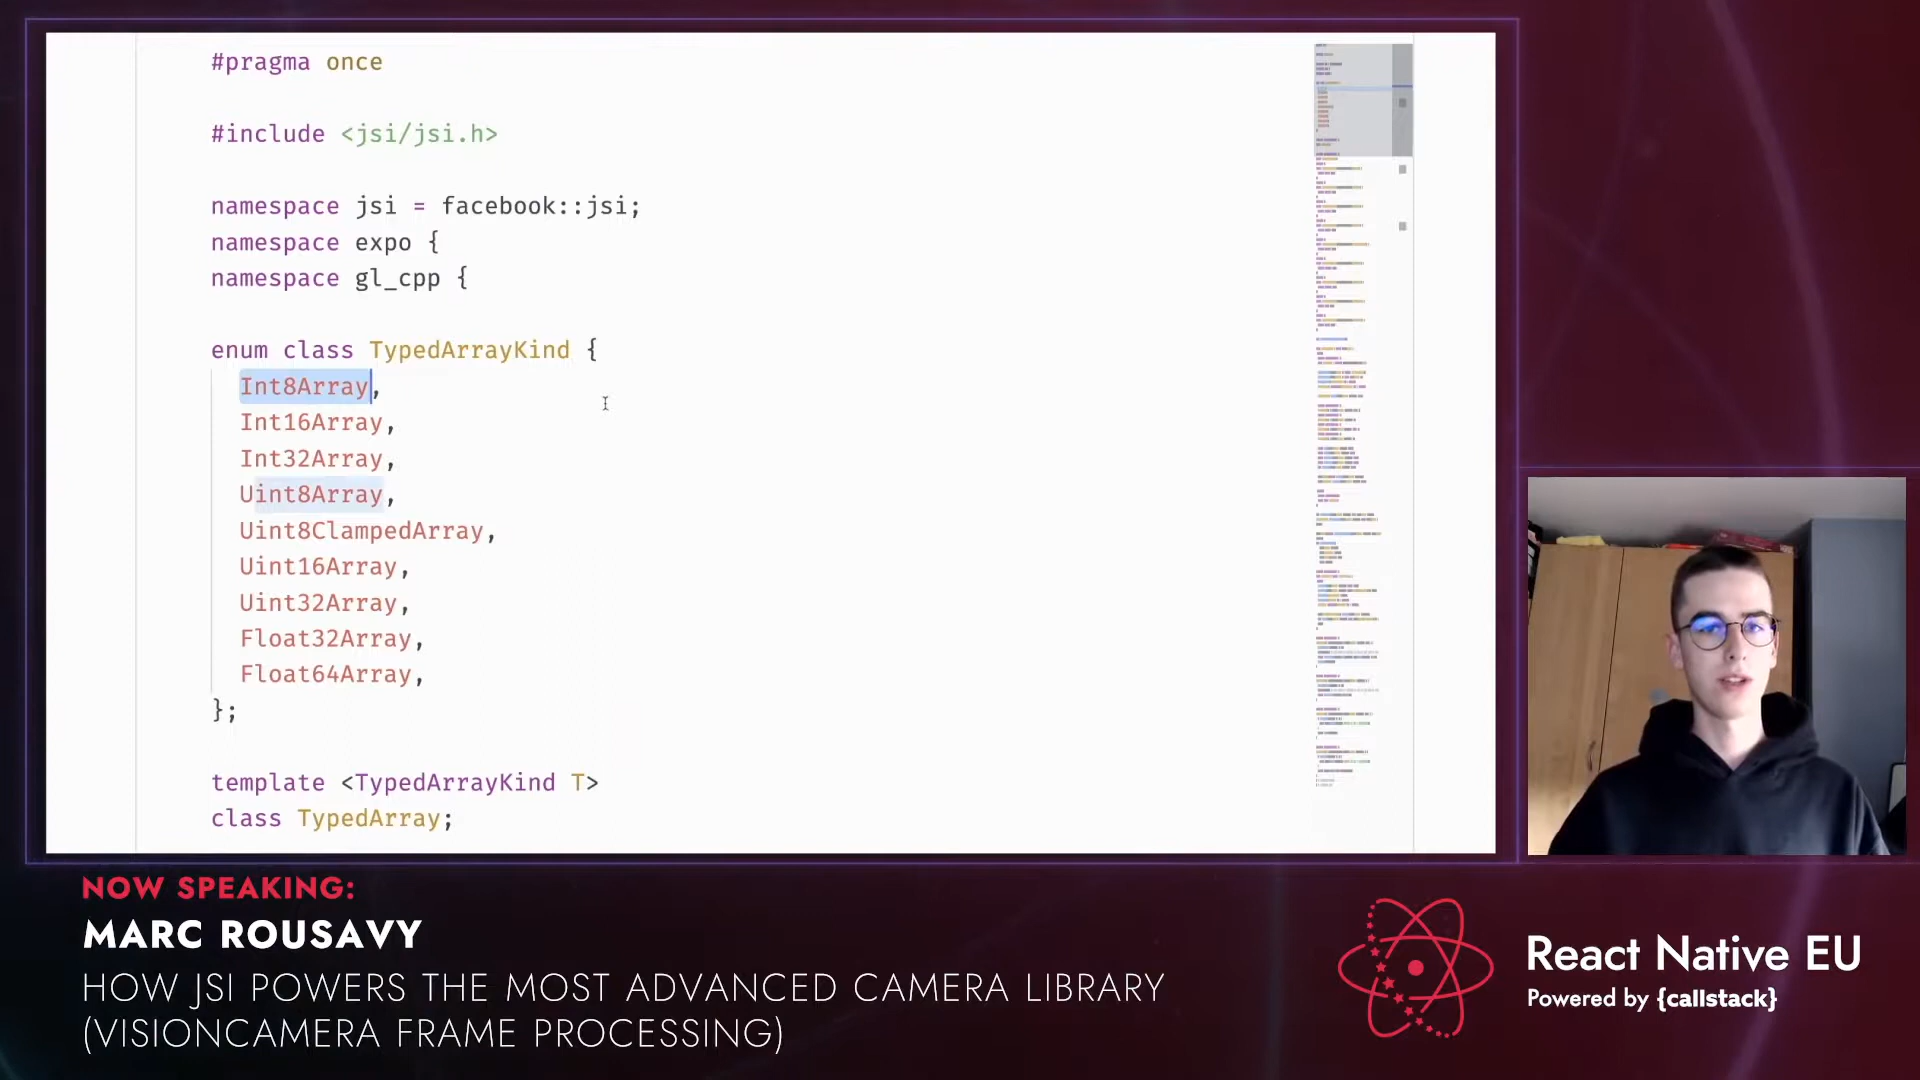 #pragma once
#include <jsi/jsi.h>
namespace jsi = facebook::jsi;
namespace expo {
namespace gl_cpp {
enum class TypedArrayKind {
Int8Array,
Int16Array,
Int32Array,
Uint8Array,
Uint8ClampedArray,
Uint16Array,
Uint32Array,
Float32Array,
Float64Array,
};
template <TypedArrayKind T>
class TypedArray;
NOW SPEAKING:
MARC ROUSAVY
HOW JSI POWERS THE MOST ADVANCED CAMERA LIBRARY
(VISIONCAMERA FRAME PROCESSING)
React Native EU
Powered by {callstack}